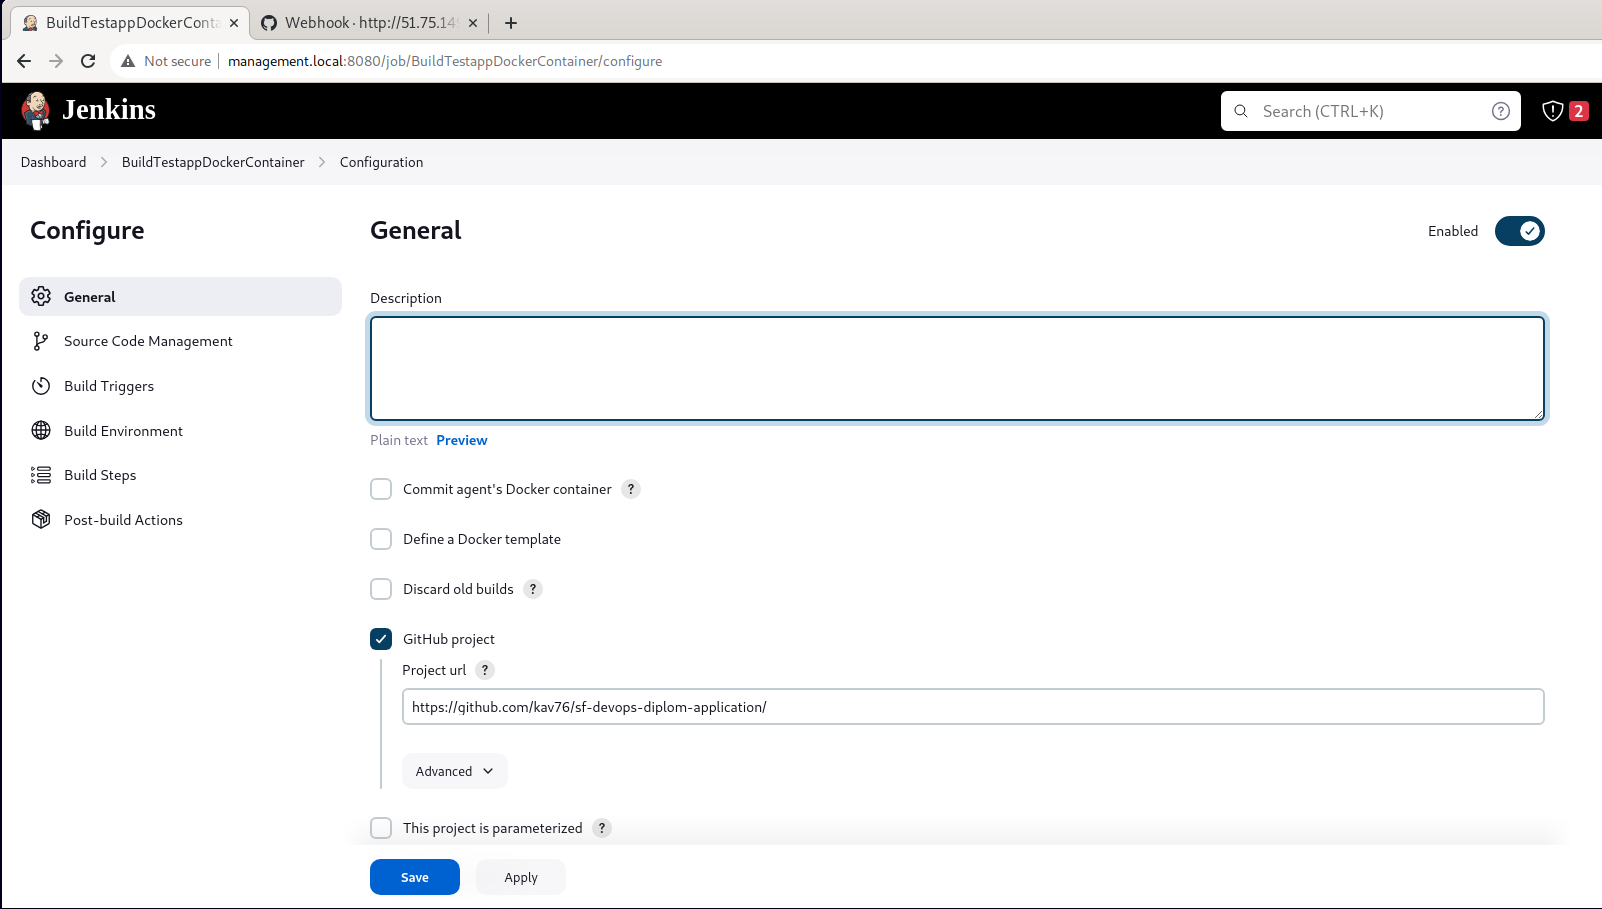 BuildTestappDockerConta
Webhook · http://51.75.149
Not secure management.local:8080/job/BuildTestappDockerContainer/configure
Jenkins
Search (CTRL+K) ?
2
Dashboard BuildTestappDockerContainer Configuration
Configure
General
Source Code Management
Build Triggers
Build Environment
Build Steps
Post-build Actions
General
Enabled
Description
Plain text Preview
Commit agent's Docker container ?
Define a Docker template
Discard old builds ?
GitHub project
Project url ?
https://github.com/kav76/sf-devops-diplom-application/
Advanced
This project is parameterized ?
Save Apply